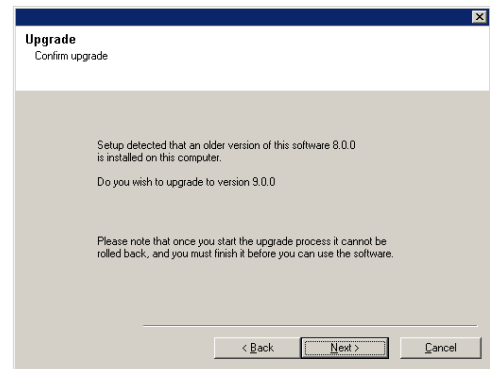 Upgrade
Confirm upgrade
Setup detected that an older version of this software 8.0.0
is installed on this computer.
Do you wish to upgrade to version 9.0.0
Please note that once you start the upgrade process it cannot be
rolled back, and you must finish it before you can use the software.
< Back
Next >
Cancel